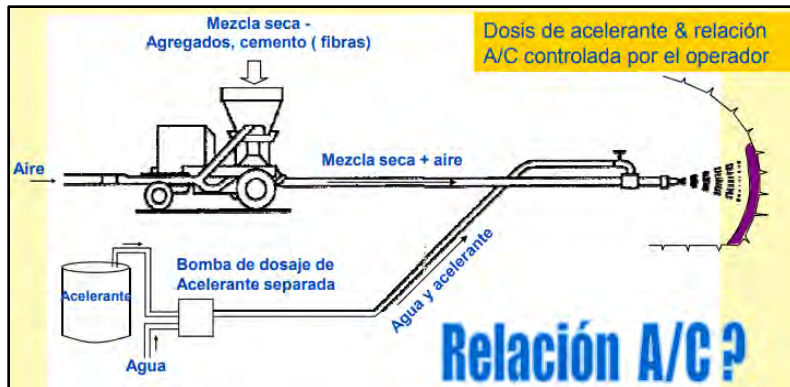 Mezcla seca -
Agregados, cemento ( fibras)
Dosis de acelerante & relación
A/C controlada por el operador
Aire
Mezcla seca + aire
Bomba de dosaje de
Acelerante separada
Acelerante
Agua y acelerante
Agua
Relación A/C ?